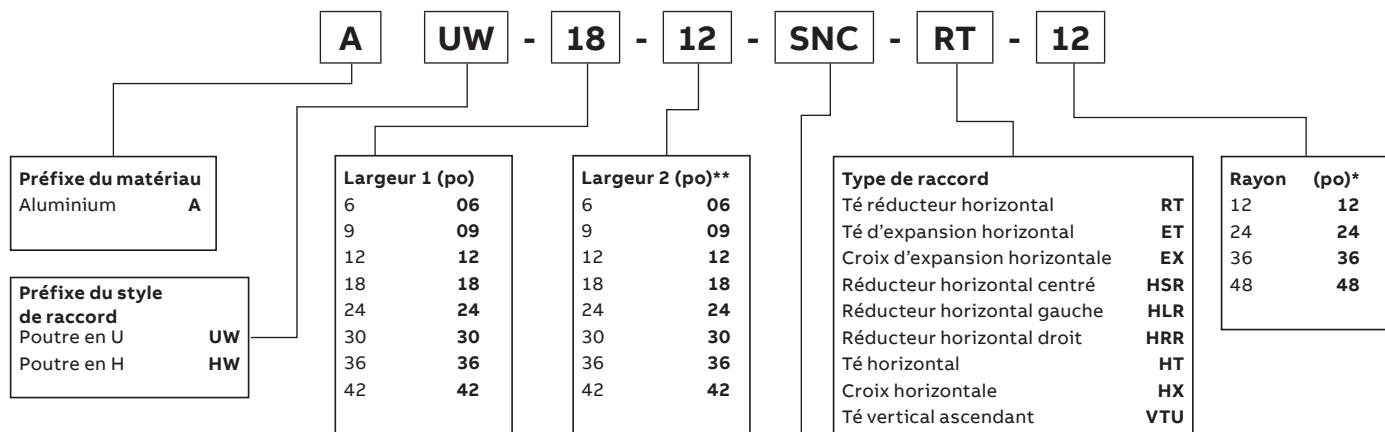 A UW - 18 - 12 - SNC - RT - 12
Préfixe du matériau
Aluminium A
Préfixe du style
de raccord
Poutre en U UW
Poutre en H HW
Largeur 1 (po)
6 06
9 09
12 12
18 18
24 24
30 30
36 36
42 42
Largeur 2 (po)**
6 06
9 09
12 12
18 18
24 24
30 30
36 36
42 42
Type de raccord
Té réducteur horizontal RT
Té d'expansion horizontal ET
Croix d'expansion horizontale EX
Réducteur horizontal centré HSR
Réducteur horizontal gauche HLR
Réducteur horizontal droit HRR
Té horizontal HT
Croix horizontale HX
Té vertical ascendant VTU
Rayon (po)*
12 12
24 24
36 36
48 48